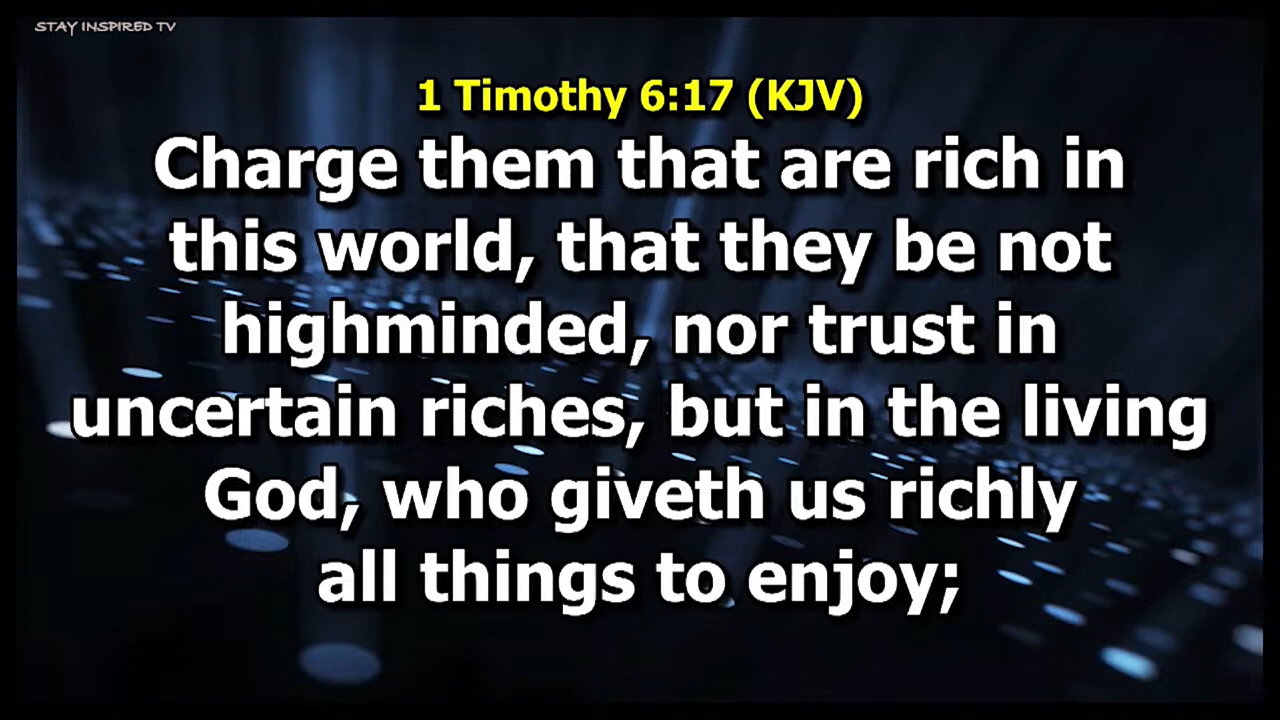 STAY INSPIRED TV
1 Timothy 6:17 (KJV)
Charge them that are rich in
this world, that they be not
highminded, nor trust in
uncertain riches, but in the living
God, who giveth us richly
all things to enjoy;